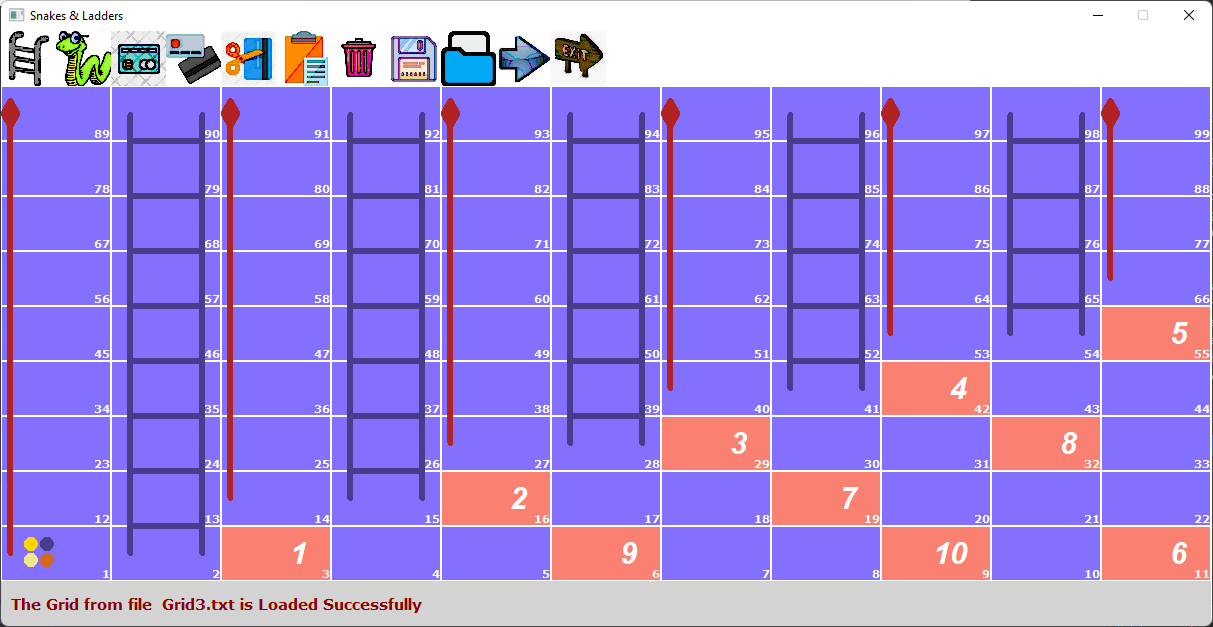 Snakes & Ladders
EXIT
89 90 91 92 93 94 95 96 97 98 99
78 79 80 81 82 83 84 85 86 87 88
67 68 69 70 71 72 73 74 75 76 77
56 57 58 59 60 61 62 63 64 65 66
5
45 46 47 48 49 50 51 52 53 54 55
4
34 35 36 37 38 39 40 41 42 43 44
3 8
23 24 25 26 27 28 29 30 31 32 33
2 7
12 13 14 15 16 17 18 19 20 21 22
1 9 10 6
1 2 3 4 5 6 7 8 9 10 11
The Grid from file Grid3.txt is Loaded Successfully